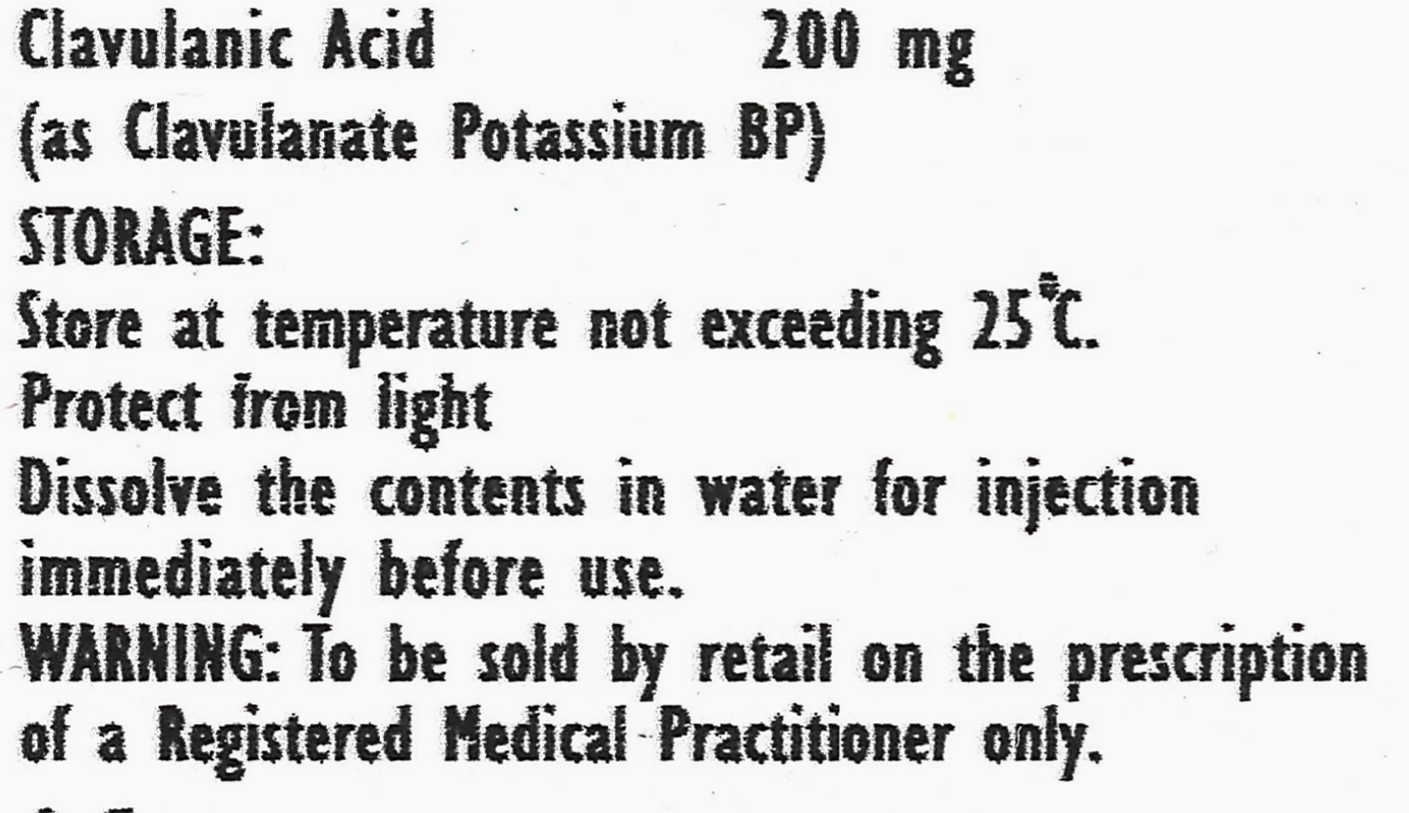 Clavulanic Acid 200 mg
(as Clavulanate Potassium BP)
STORAGE:
Store at temperature not exceeding 25°C.
Protect from light
Dissolve the contents in water for injection
immediately before use.
WARNING: To be sold by retail on the prescription
of a Registered Medical Practitioner only.